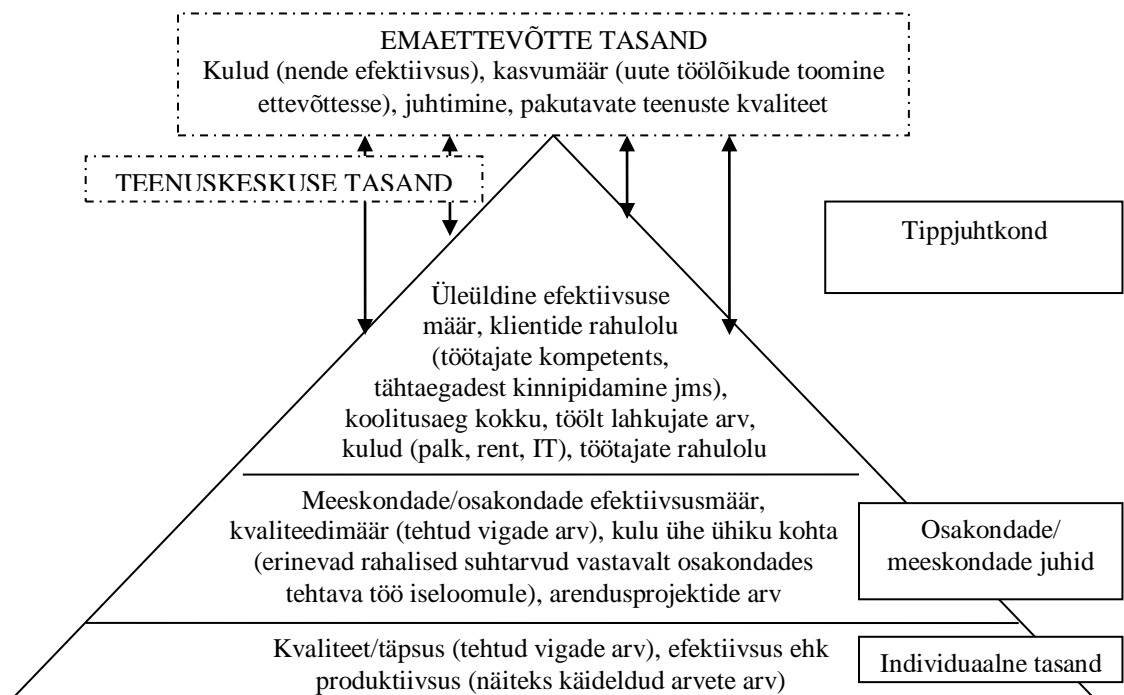 EMAETTEVÕTTE TASAND
Kulud (nende efektiivsus), kasvumäär (uute töölõikude toomine
ettevõttesse), juhtimine, pakutavate teenuste kvaliteet
TEENUSKESKUSE TASAND
Tippjuhtkond
Üleüldine efektiivsuse
määr, klientide rahulolu
(töötajate kompetents,
tähtaegadest kinnipidamine jms),
koolitusaeg kokku, töölt lahkujate arv,
kulud (palk, rent, IT), töötajate rahulolu
Meeskondade/osakondade efektiivsusmäär,
kvaliteedimäär (tehtud vigade arv), kulu ühe ühiku kohta
(erinevad rahalised suhtarvud vastavalt osakondades
tehtava töö iseloomule), arendusprojektide arv
Osakondade/
meeskondade juhid
Kvaliteet/täpsus (tehtud vigade arv), efektiivsus ehk
produktiivsus (näiteks käideldud arvete arv)
Individuaalne tasand